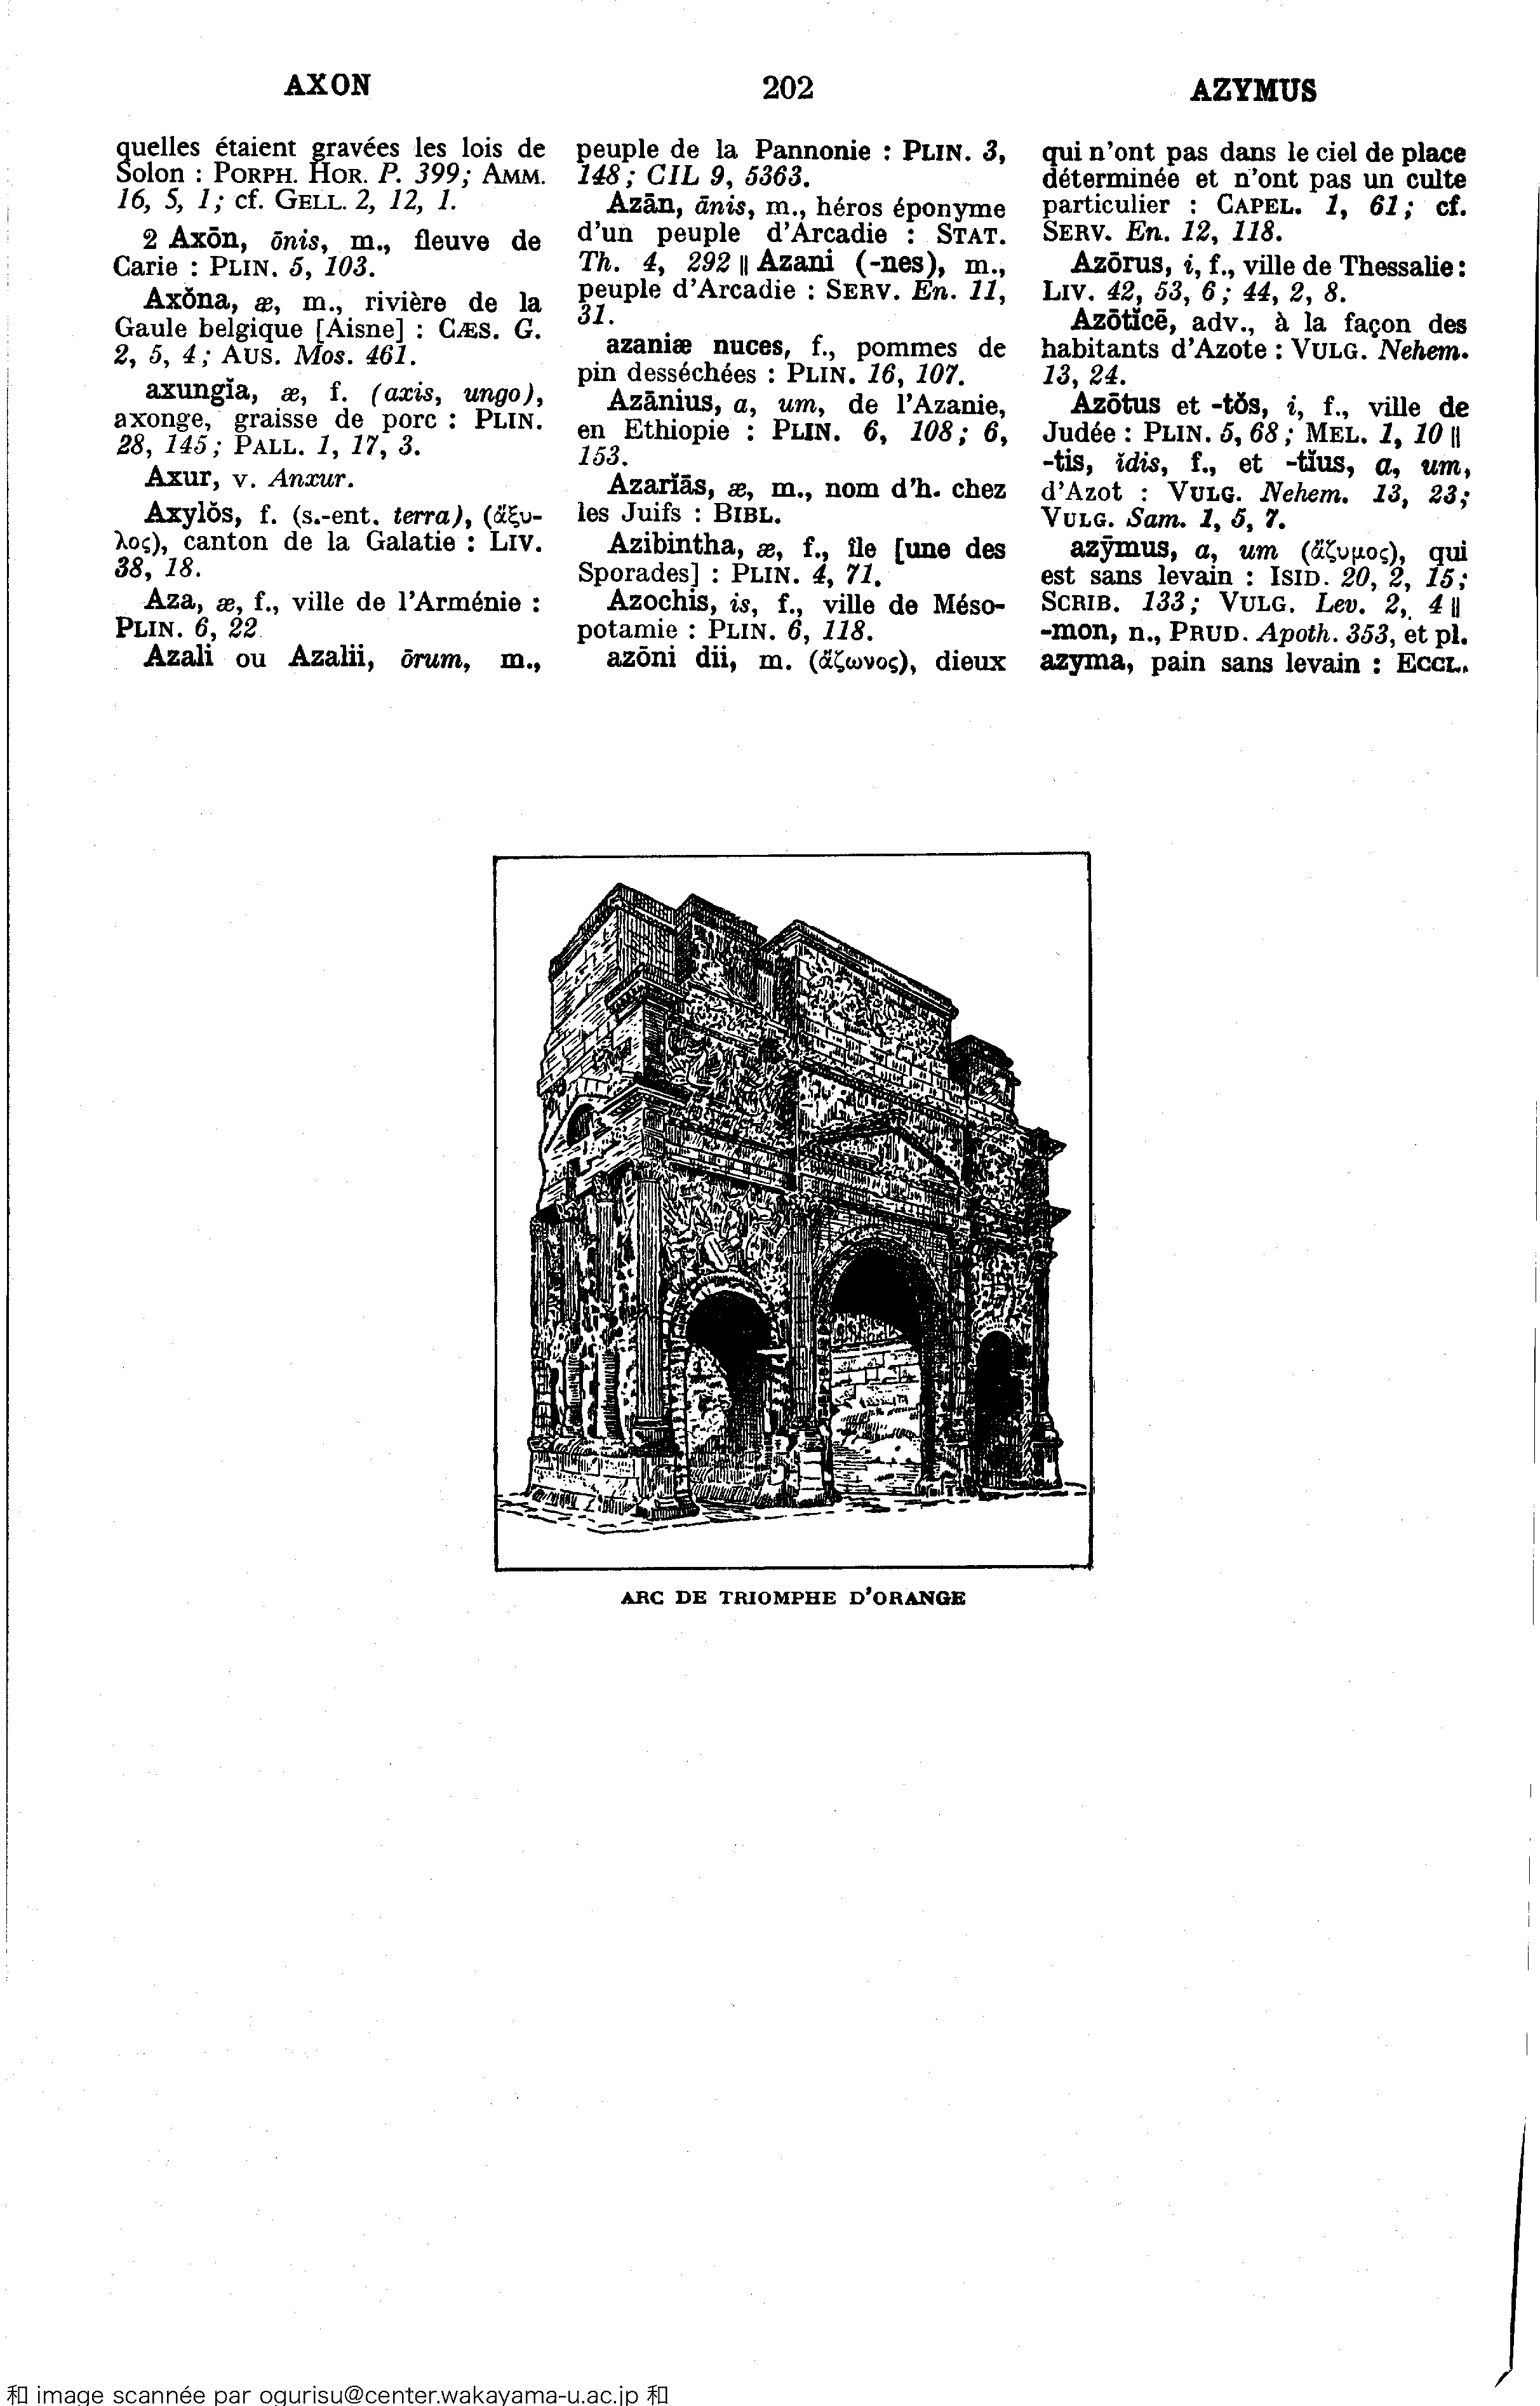 AXON
202
AZYMUS
quelles étaient gravées les lois de
Solon : PORPH. HOR. P. 399; AMM.
16, 5, 1; cf. GELL. 2, 12, 1.
2 Axōn, ōnis, m., fleuve de
Carie : PLIN. 5, 103.
Axŏna, æ, m., rivière de la
Gaule belgique [Aisne] : CÆS. G.
2, 5, 4; AUS. Mos. 461.
axungĭa, æ, f. (axis, ungo),
axonge, graisse de porc : PLIN.
28, 145; PALL. 1, 17, 3.
Axur, v. Anxur.
Axylŏs, f. (s.-ent. terra), (ἄξυ-
λος), canton de la Galatie : LIV.
38, 18.
Aza, æ, f., ville de l'Arménie :
PLIN. 6, 22
Azali ou Azalii, ōrum, m.,
peuple de la Pannonie : PLIN. 3,
148; CIL 9, 5363.
Azān, ānis, m., héros éponyme
d'un peuple d'Arcadie : STAT.
Th. 4, 292 ‖ Azani (-nes), m.,
peuple d'Arcadie : SERV. En. 11,
31.
azaniæ nuces, f., pommes de
pin desséchées : PLIN. 16, 107.
Azānius, a, um, de l'Azanie,
en Ethiopie : PLIN. 6, 108; 6,
153.
Azarĭās, æ, m., nom d'h. chez
les Juifs : BIBL.
Azibintha, æ, f., île [une des
Sporades] : PLIN. 4, 71.
Azochis, is, f., ville de Méso-
potamie : PLIN. 6, 118.
azōni dii, m. (ἄζωνος), dieux
qui n'ont pas dans le ciel de place
déterminée et n'ont pas un culte
particulier : CAPEL. 1, 61; cf.
SERV. En. 12, 118.
Azōrus, i, f., ville de Thessalie :
LIV. 42, 53, 6; 44, 2, 8.
Azōtĭcē, adv., à la façon des
habitants d'Azote : VULG. Nehem.
13, 24.
Azōtus et -tŏs, i, f., ville de
Judée : PLIN. 5, 68; MEL. 1, 10 ‖
-tis, ĭdis, f., et -tĭus, a, um,
d'Azot : VULG. Nehem. 13, 23;
VULG. Sam. 1, 5, 7.
azȳmus, a, um (ἄζυμος), qui
est sans levain : ISID. 20, 2, 15;
SCRIB. 133; VULG. Lev. 2, 4 ‖
-mon, n., PRUD. Apoth. 353, et pl.
azyma, pain sans levain : ECCL.
ARC DE TRIOMPHE D'ORANGE
和 image scannée par ogurisu@center.wakayama-u.ac.jp 和